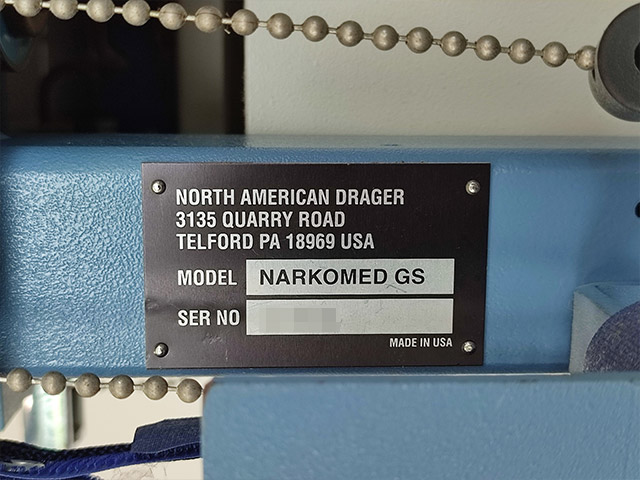 NORTH AMERICAN DRAGER
3135 QUARRY ROAD
TELFORD PA 18969 USA
MODEL NARKOMED GS
SER NO
MADE IN USA